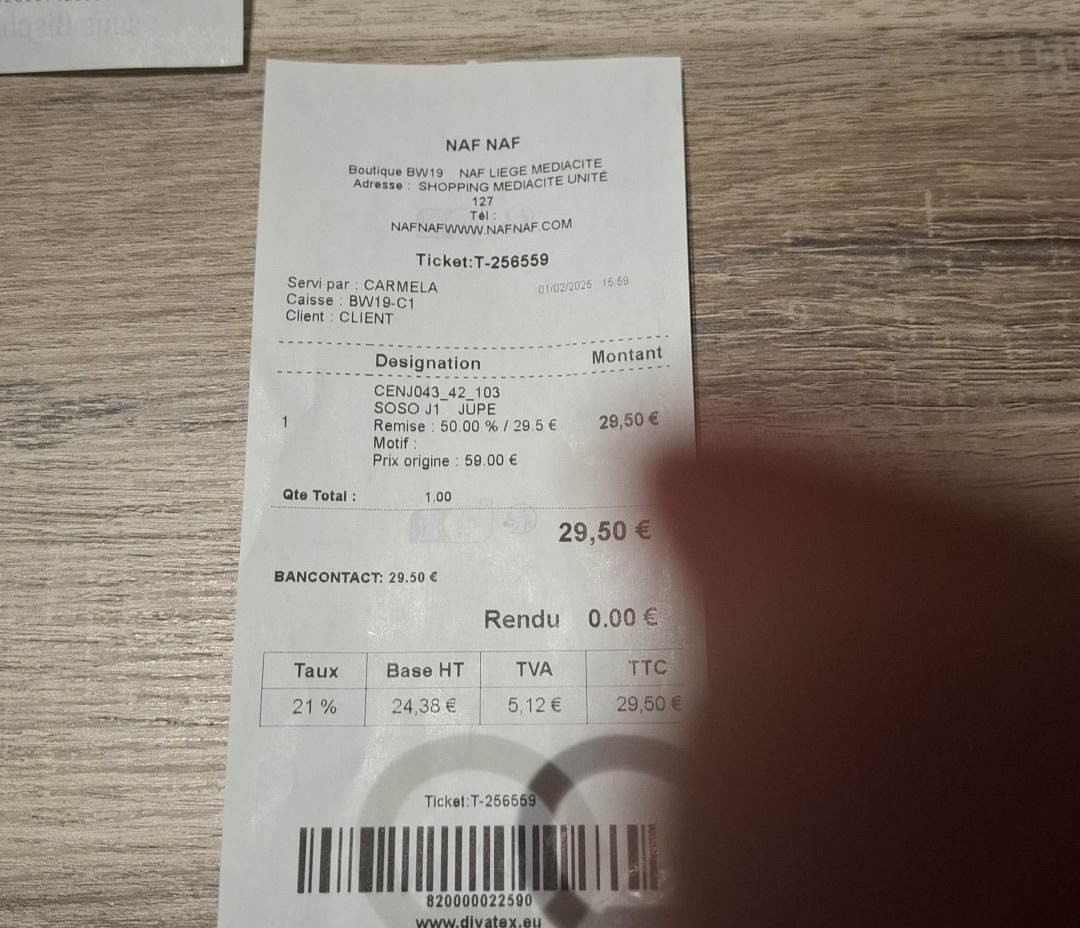 NAF NAF
Boutique BW19 NAF LIEGE MEDIACITE
Adresse : SHOPPING MEDIACITE UNITÉ
127
Tél :
NAFNAFWWW.NAFNAF.COM
Ticket:T-256559
Servi par : CARMELA 01/02/2025 15:59
Caisse : BW19-C1
Client : CLIENT
Designation Montant
CENJ043_42_103
SOSO J1 JUPE
1 Remise : 50.00 % / 29.5 € 29,50 €
Motif :
Prix origine : 59.00 €
Qte Total : 1,00
29,50 €
BANCONTACT: 29.50 €
Rendu 0.00 €
Taux Base HT TVA TTC
21 % 24,38 € 5,12 € 29,50 €
Ticket:T-256559
820000022590
www.divatex.eu